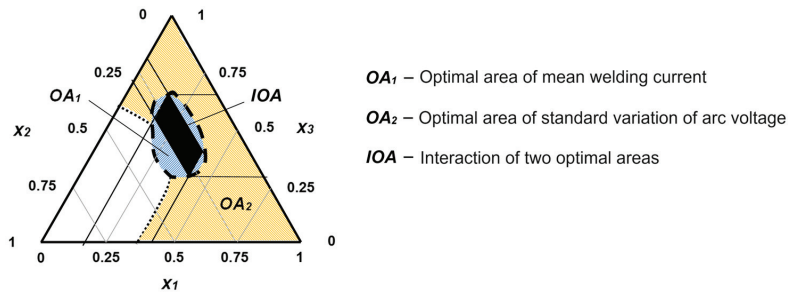 0 1
0.25 0.75
OA₁ IOA
OA₁ – Optimal area of mean welding current
x₂ 0.5 0.5 x₃
OA₂ – Optimal area of standard variation of arc voltage
IOA – Interaction of two optimal areas
0.75 0.25
OA₂
1 0
0 0.25 0.5 0.75 1
x₁